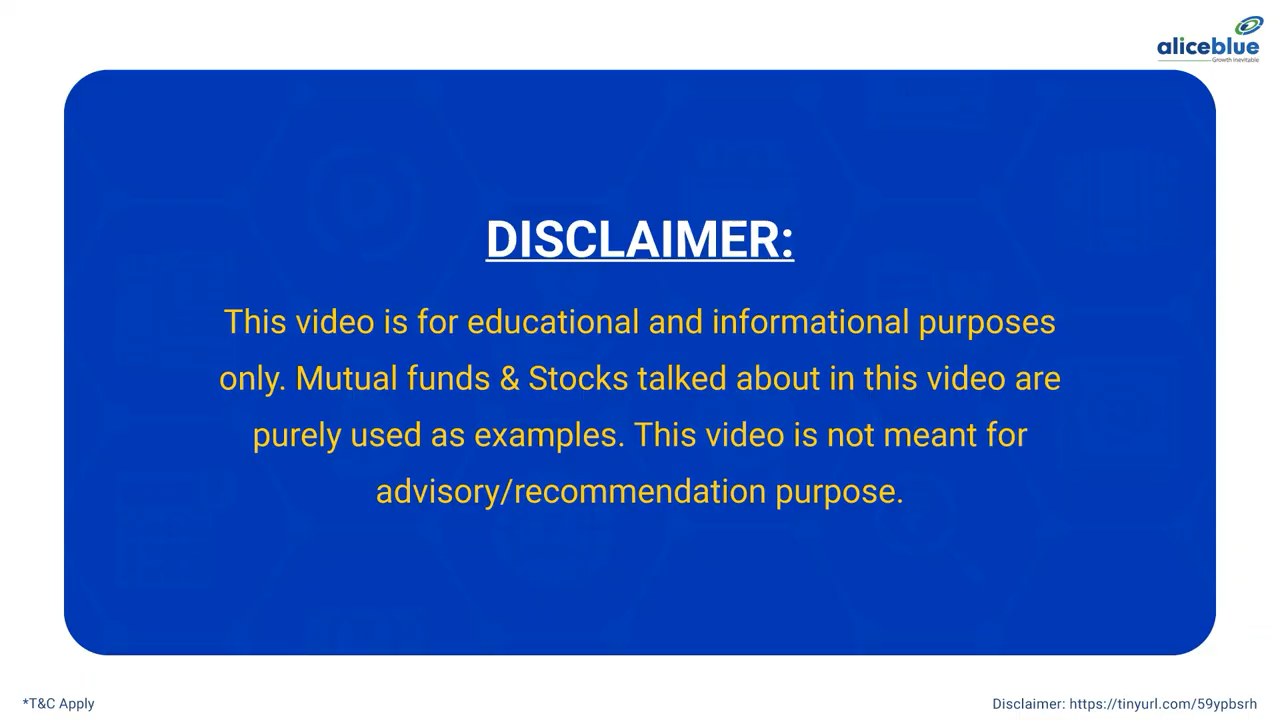 aliceblue
Growth Inevitable
DISCLAIMER:
This video is for educational and informational purposes
only. Mutual funds & Stocks talked about in this video are
purely used as examples. This video is not meant for
advisory/recommendation purpose.
*T&C Apply
Disclaimer: https://tinyurl.com/59ypbsrh